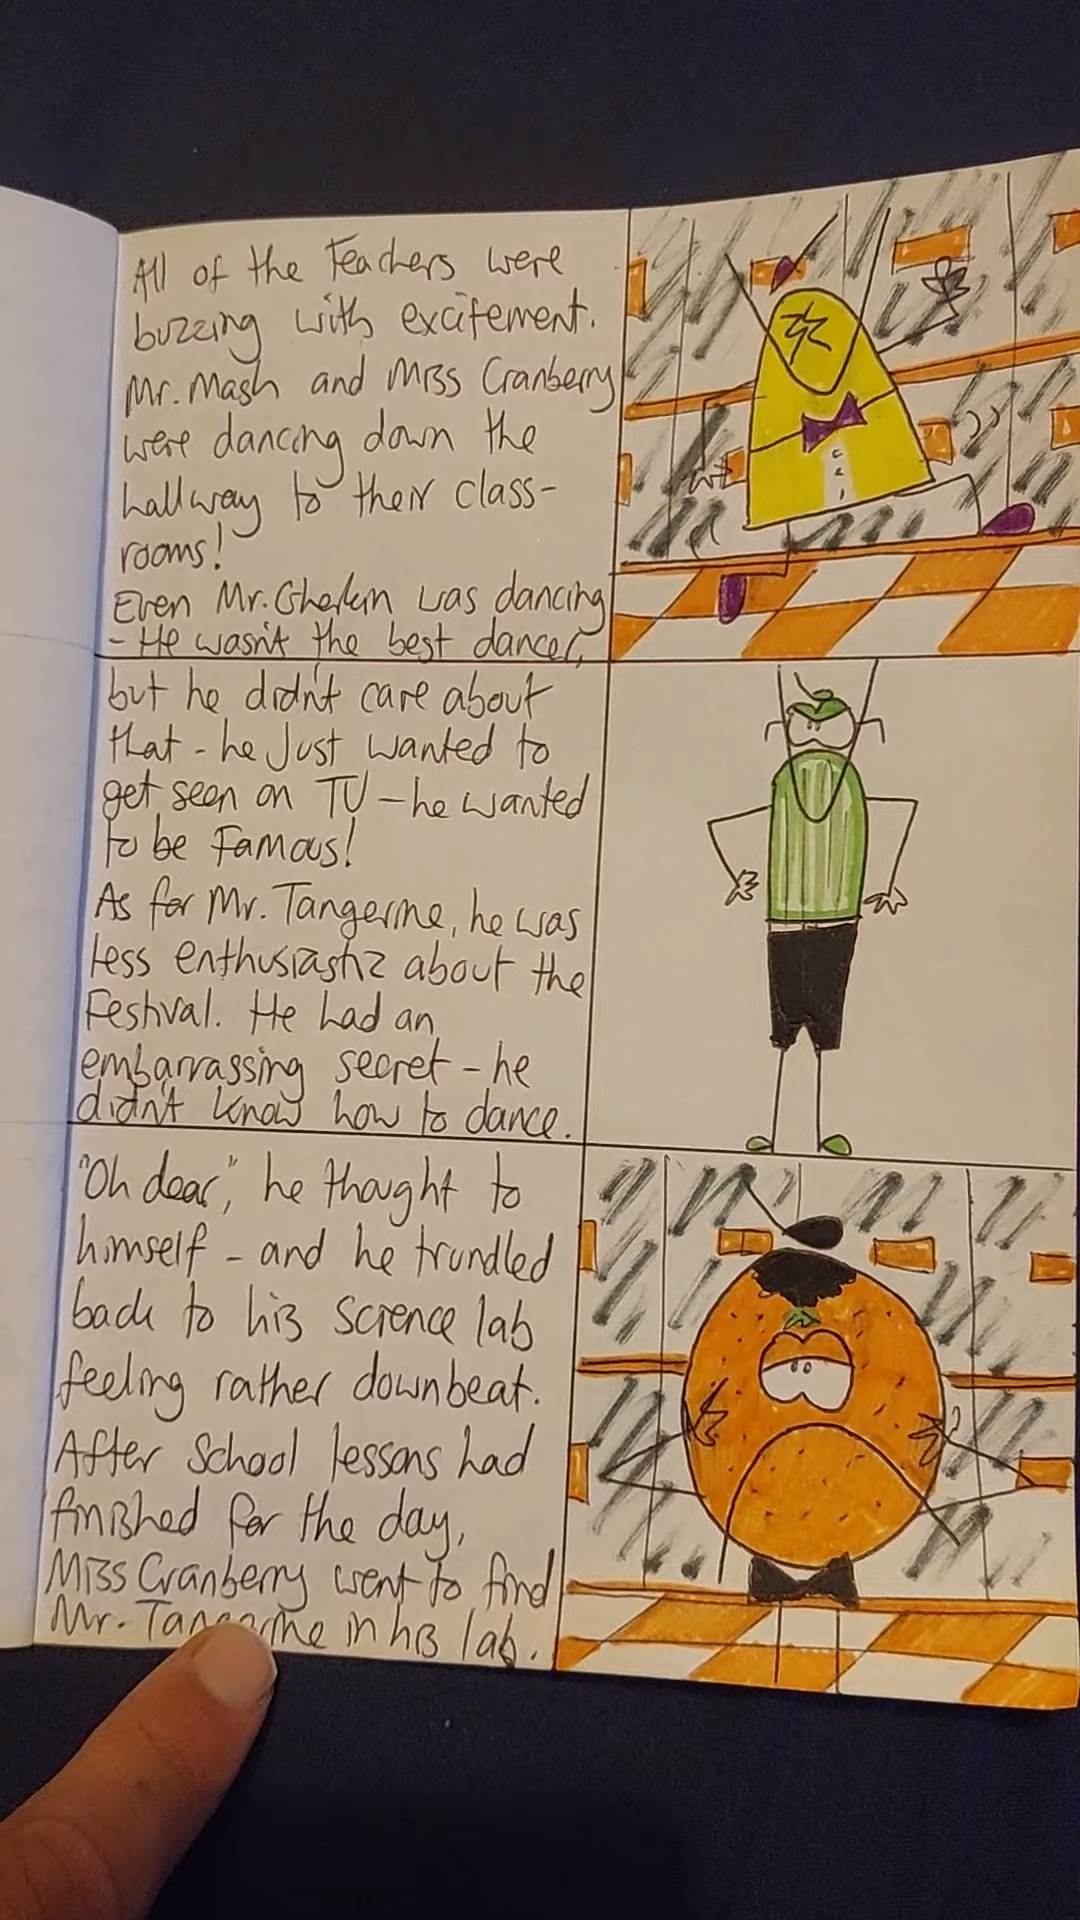 All of the Teachers were
buzzing with excitement.
Mr. Mash and Miss Cranberry
were dancing down the
hallway to their class-
rooms!
Even Mr. Gherkin was dancing
- He wasn't the best dancer,
but he didn't care about
that - he Just wanted to
get seen on TV - he wanted
to be Famous!
As for Mr. Tangerine, he was
less enthusiastic about the
Festival. He had an
embarrassing secret - he
didn't know how to dance.
"Oh dear," he thought to
himself - and he trundled
back to his science lab
feeling rather downbeat.
After School lessons had
finished for the day,
Miss Cranberry went to find
Mr. Tangerine in his lab.